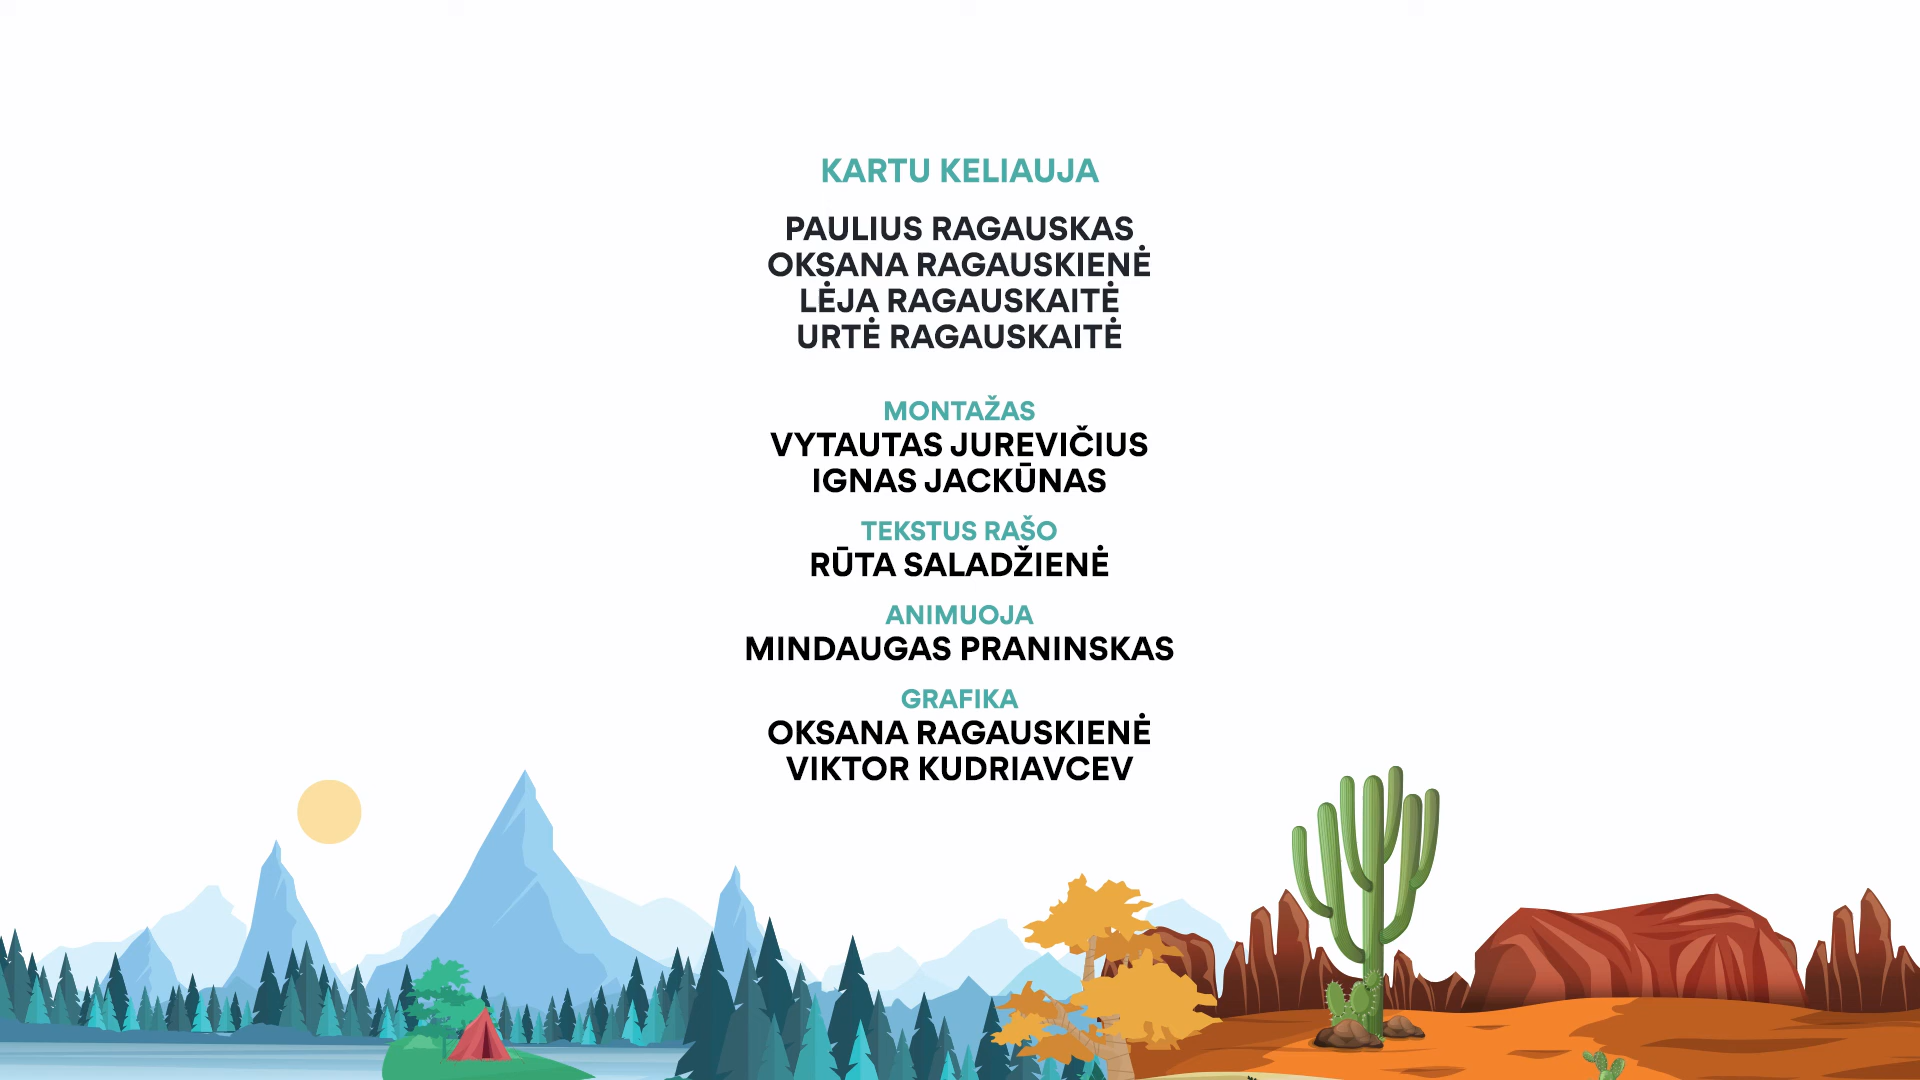 KARTU KELIAUJA
PAULIUS RAGAUSKAS
OKSANA RAGAUSKIENĖ
LĖJA RAGAUSKAITĖ
URTĖ RAGAUSKAITĖ
MONTAŽAS
VYTAUTAS JUREVIČIUS
IGNAS JACKŪNAS
TEKSTUS RAŠO
RŪTA SALADŽIENĖ
ANIMUOJA
MINDAUGAS PRANINSKAS
GRAFIKA
OKSANA RAGAUSKIENĖ
VIKTOR KUDRIAVCEV